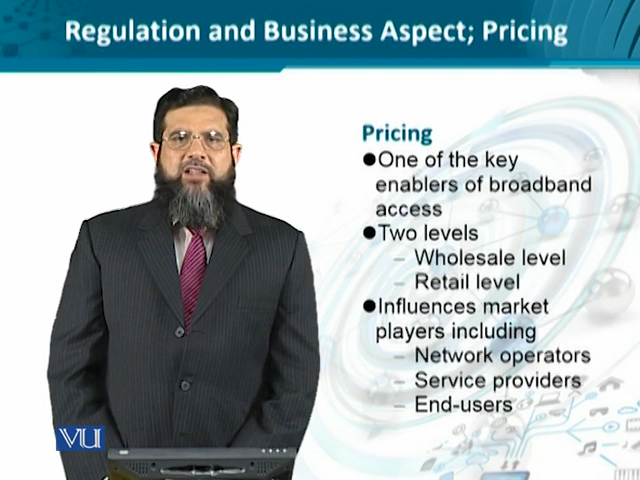 Regulation and Business Aspect; Pricing
Pricing
●One of the key
enablers of broadband
access
●Two levels
– Wholesale level
– Retail level
●Influences market
players including
– Network operators
– Service providers
– End-users
VU